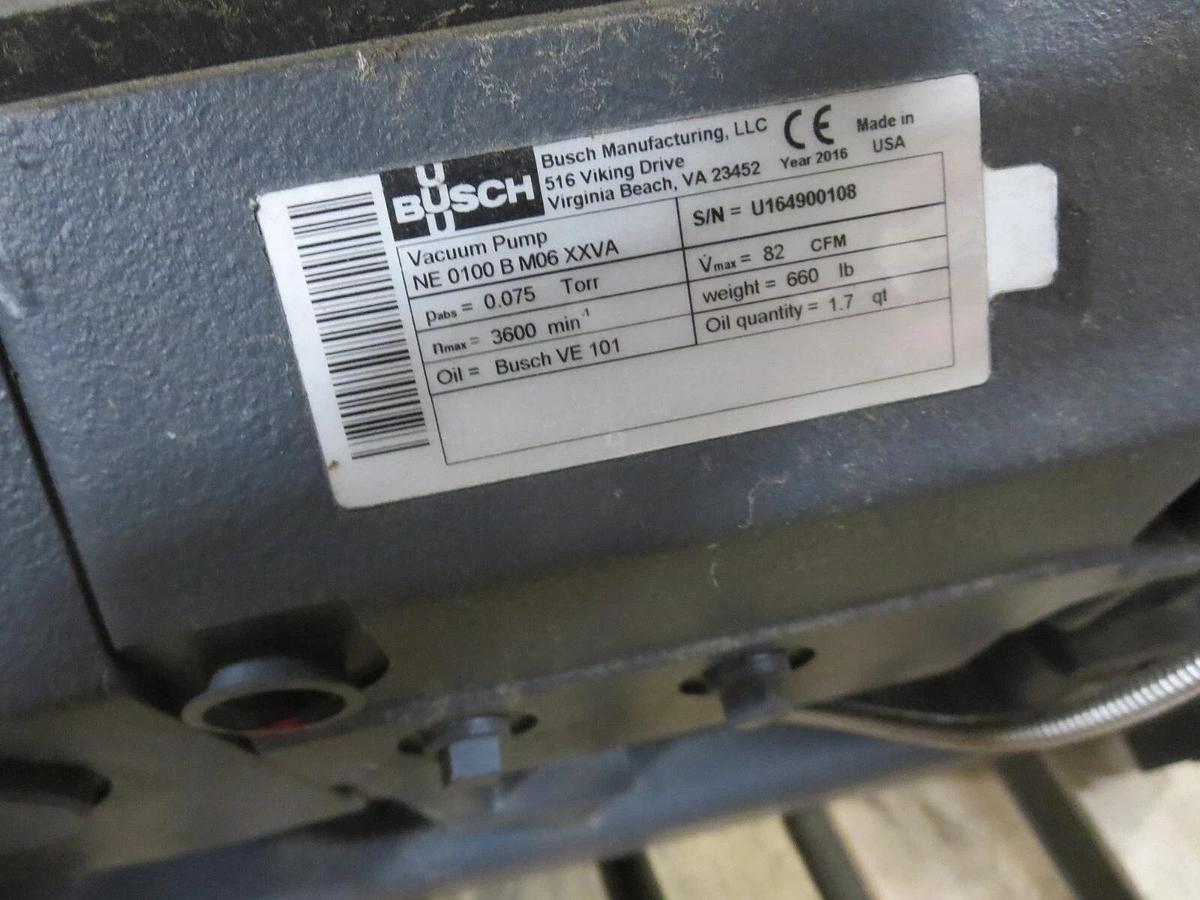 BUSCH
Busch Manufacturing, LLC
516 Viking Drive
Virginia Beach, VA 23452
CE
Year 2016
Made in
USA
Vacuum Pump
NE 0100 B M06 XXVA
S/N = U164900108
pabs = 0.075 Torr
V̇max = 82 CFM
nmax = 3600 min-1
weight = 660 lb
Oil = Busch VE 101
Oil quantity = 1.7 qt